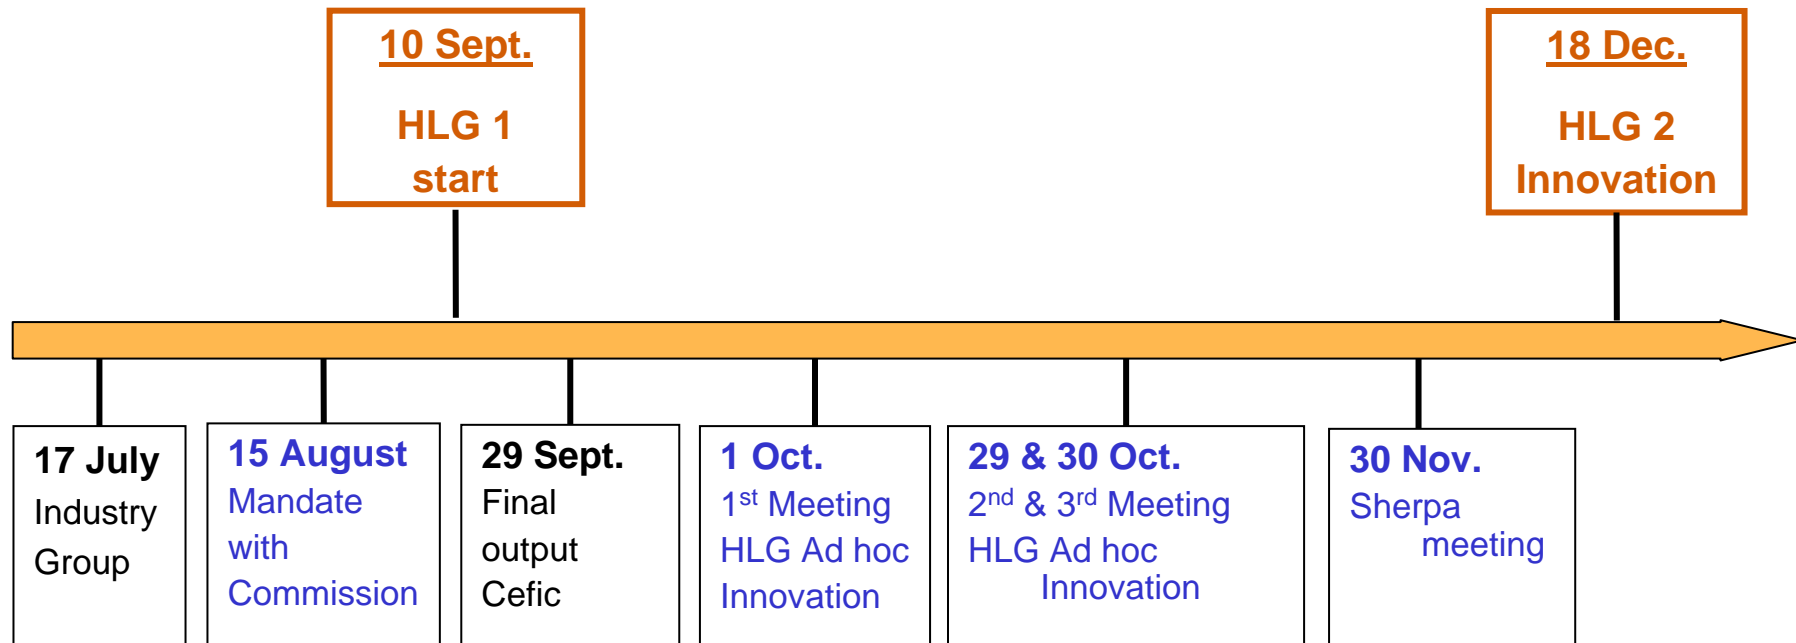 10 Sept.
HLG 1
start
18 Dec.
HLG 2
Innovation
17 July
Industry
Group
15 August
Mandate
with
Commission
29 Sept.
Final
output
Cefic
1 Oct.
1st Meeting
HLG Ad hoc
Innovation
29 & 30 Oct.
2nd & 3rd Meeting
HLG Ad hoc
Innovation
30 Nov.
Sherpa
meeting